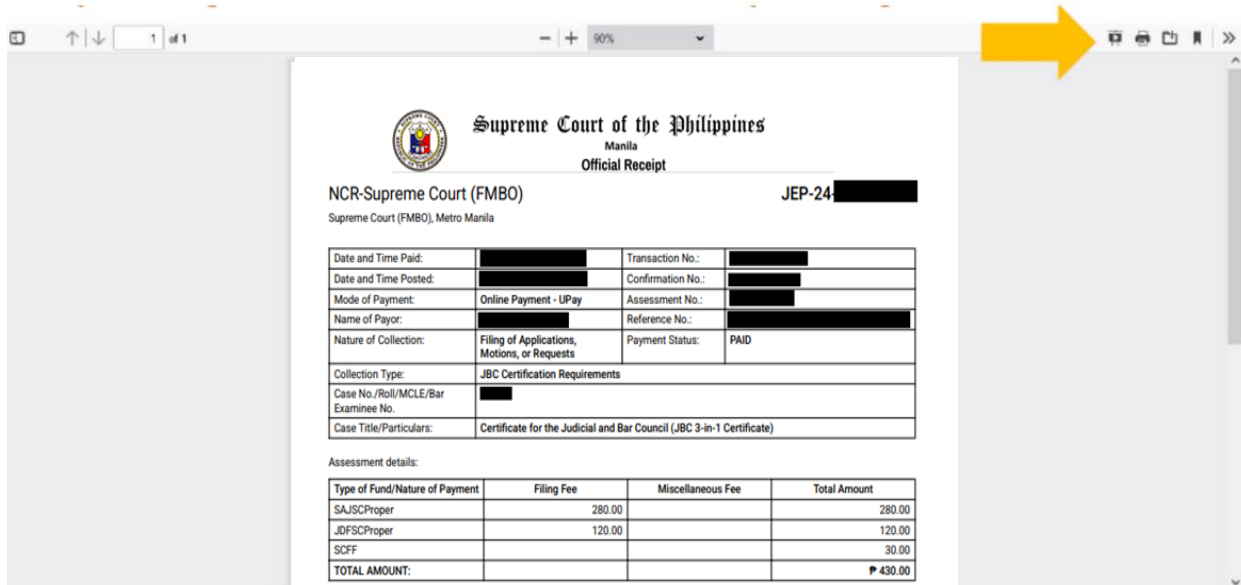 1 of 1
90%
Supreme Court of the Philippines
Manila
Official Receipt
NCR-Supreme Court (FMBO) JEP-24-
Supreme Court (FMBO), Metro Manila
Date and Time Paid: Transaction No.:
Date and Time Posted: Confirmation No.:
Mode of Payment: Online Payment - UPay Assessment No.:
Name of Payor: Reference No.:
Nature of Collection: Filing of Applications, Payment Status: PAID
Motions, or Requests
Collection Type: JBC Certification Requirements
Case No./Roll/MCLE/Bar
Examinee No.
Case Title/Particulars: Certificate for the Judicial and Bar Council (JBC 3-in-1 Certificate)
Assessment details:
Type of Fund/Nature of Payment Filing Fee Miscellaneous Fee Total Amount
SAJSCProper 280.00 280.00
JDFSCProper 120.00 120.00
SCFF 30.00
TOTAL AMOUNT: ₱ 430.00